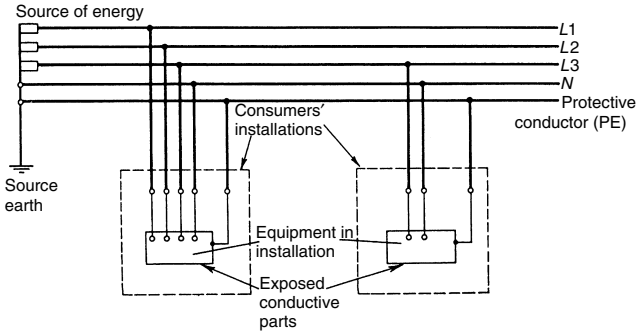 Source of energy
L1
L2
L3
N
Protective
conductor (PE)
Consumers'
installations
Source
earth
Equipment in
installation
Exposed
conductive
parts